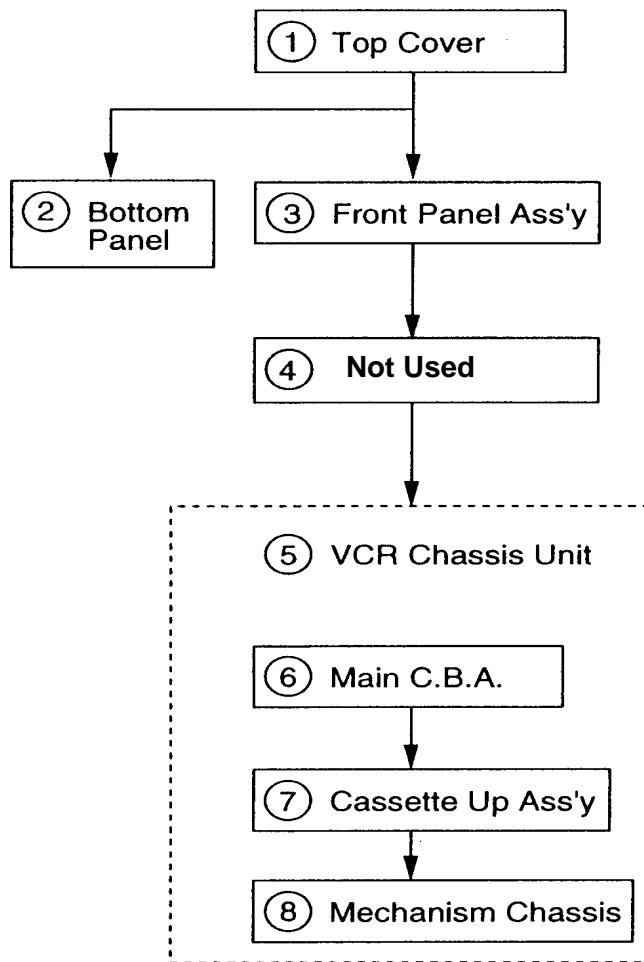 1 Top Cover
2 Bottom
Panel
3 Front Panel Ass'y
4 Not Used
5 VCR Chassis Unit
6 Main C.B.A.
7 Cassette Up Ass'y
8 Mechanism Chassis